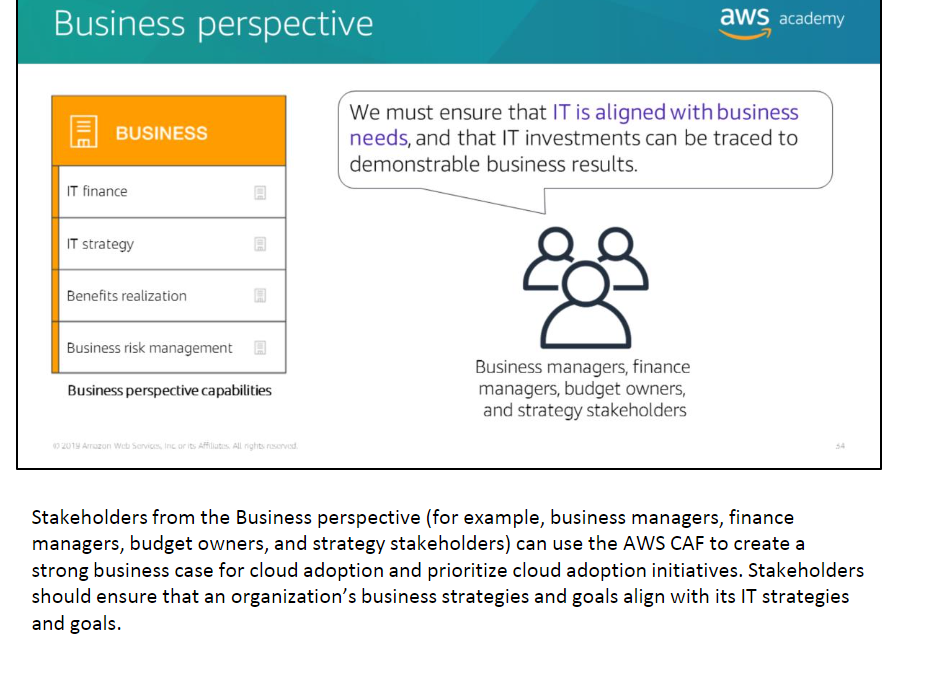 Business perspective
aws academy
BUSINESS
IT finance
IT strategy
Benefits realization
Business risk management
Business perspective capabilities
We must ensure that IT is aligned with business
needs, and that IT investments can be traced to
demonstrable business results.
Business managers, finance
managers, budget owners,
and strategy stakeholders
© 2019 Amazon Web Services, Inc. or its Affiliates. All rights reserved.
54
Stakeholders from the Business perspective (for example, business managers, finance
managers, budget owners, and strategy stakeholders) can use the AWS CAF to create a
strong business case for cloud adoption and prioritize cloud adoption initiatives. Stakeholders
should ensure that an organization’s business strategies and goals align with its IT strategies
and goals.